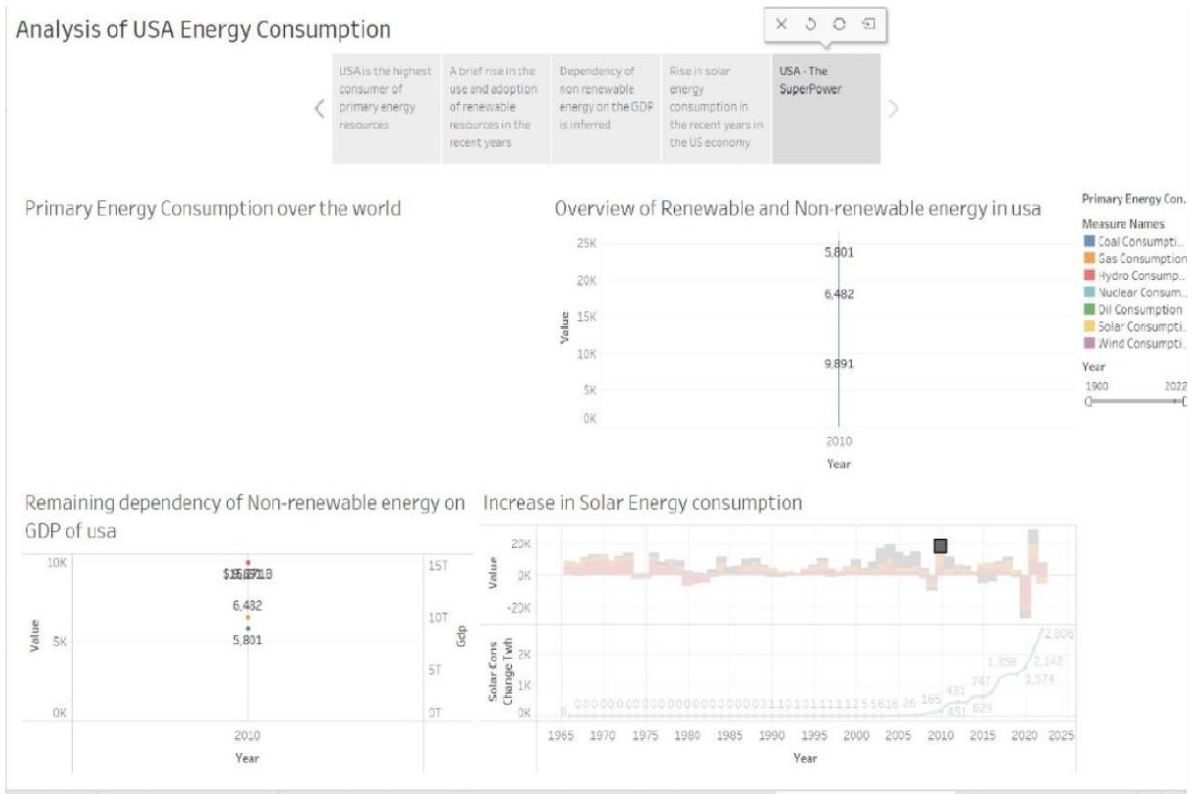 Analysis of USA Energy Consumption
USA is the highest
consumer of
primary energy
resources
A brief rise in the
use and adoption
of renewable
resources in the
recent years
Dependency of
non renewable
energy on the GDP
is inferred
Rise in solar
energy
consumption in
the recent years in
the US economy
USA - The
SuperPower
Primary Energy Consumption over the world
Overview of Renewable and Non-renewable energy in usa
25K
20K
15K
10K
5K
0K
Value
5,801
6,482
9,891
2010
Year
Primary Energy Con..
Measure Names
Coal Consumpti..
Gas Consumption
Hydro Consump..
Nuclear Consum..
Oil Consumption
Solar Consumpti..
Wind Consumpti..
Year
1900 2022
Remaining dependency of Non-renewable energy on
GDP of usa
10K
5K
0K
Value
6,482
5,801
15T
10T
5T
0T
Gdp
2010
Year
Increase in Solar Energy consumption
20K
0K
-20K
Value
2K
1K
0K
Solar Cons
Change Twh
165
431
451
747
629
1,358
1,574
2,142
2,806
1965 1970 1975 1980 1985 1990 1995 2000 2005 2010 2015 2020 2025
Year